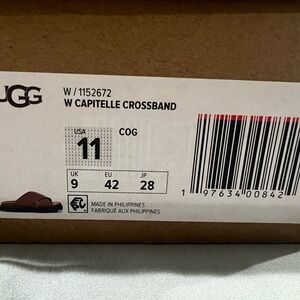 UGG
W / 1152672
W CAPITELLE CROSSBAND
USA
11
COG
UK
9
EU
42
JP
28
MADE IN PHILIPPINES
FABRIQUÉ AUX PHILIPPINES
1 97634 00842